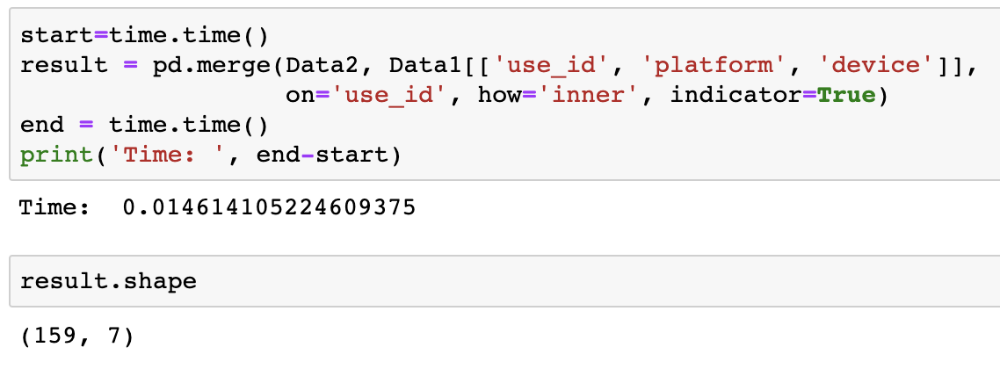 start=time.time()
result = pd.merge(Data2, Data1[['use_id', 'platform', 'device']],
                  on='use_id', how='inner', indicator=True)
end = time.time()
print('Time: ', end-start)
Time:  0.014614105224609375
result.shape
(159, 7)